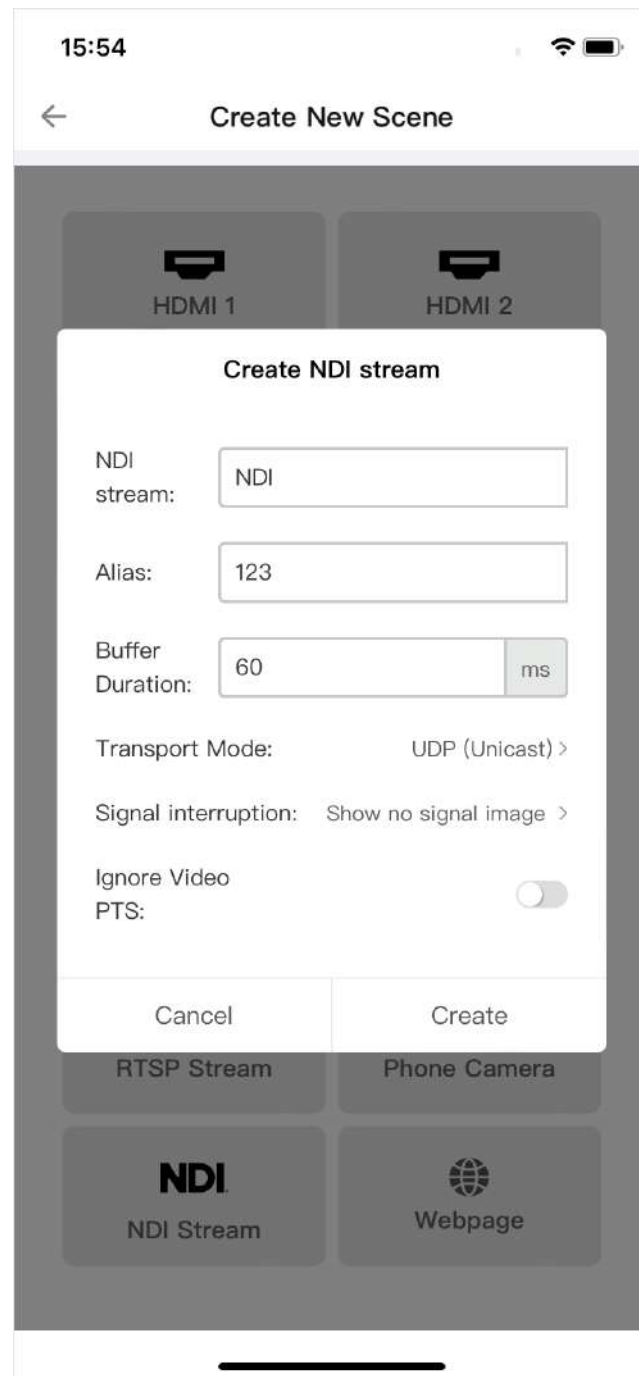 15:54
Create New Scene
HDMI 1
HDMI 2
Create NDI stream
NDI
stream:
NDI
Alias:
123
Buffer
Duration:
60
ms
Transport Mode:
UDP (Unicast) >
Signal interruption:
Show no signal image >
Ignore Video
PTS:
Cancel
Create
RTSP Stream
Phone Camera
NDI
NDI Stream
Webpage